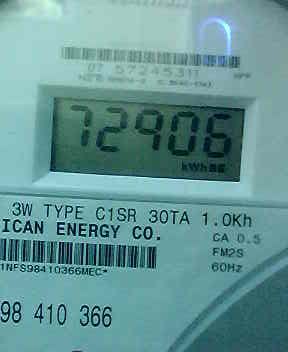 07 57245311
72906
kWh
3W TYPE C1SR 30TA 1.0Kh
ICAN ENERGY CO.
CA 0.5
FM2S
60Hz
1NFS98410366MEC*
98 410 366